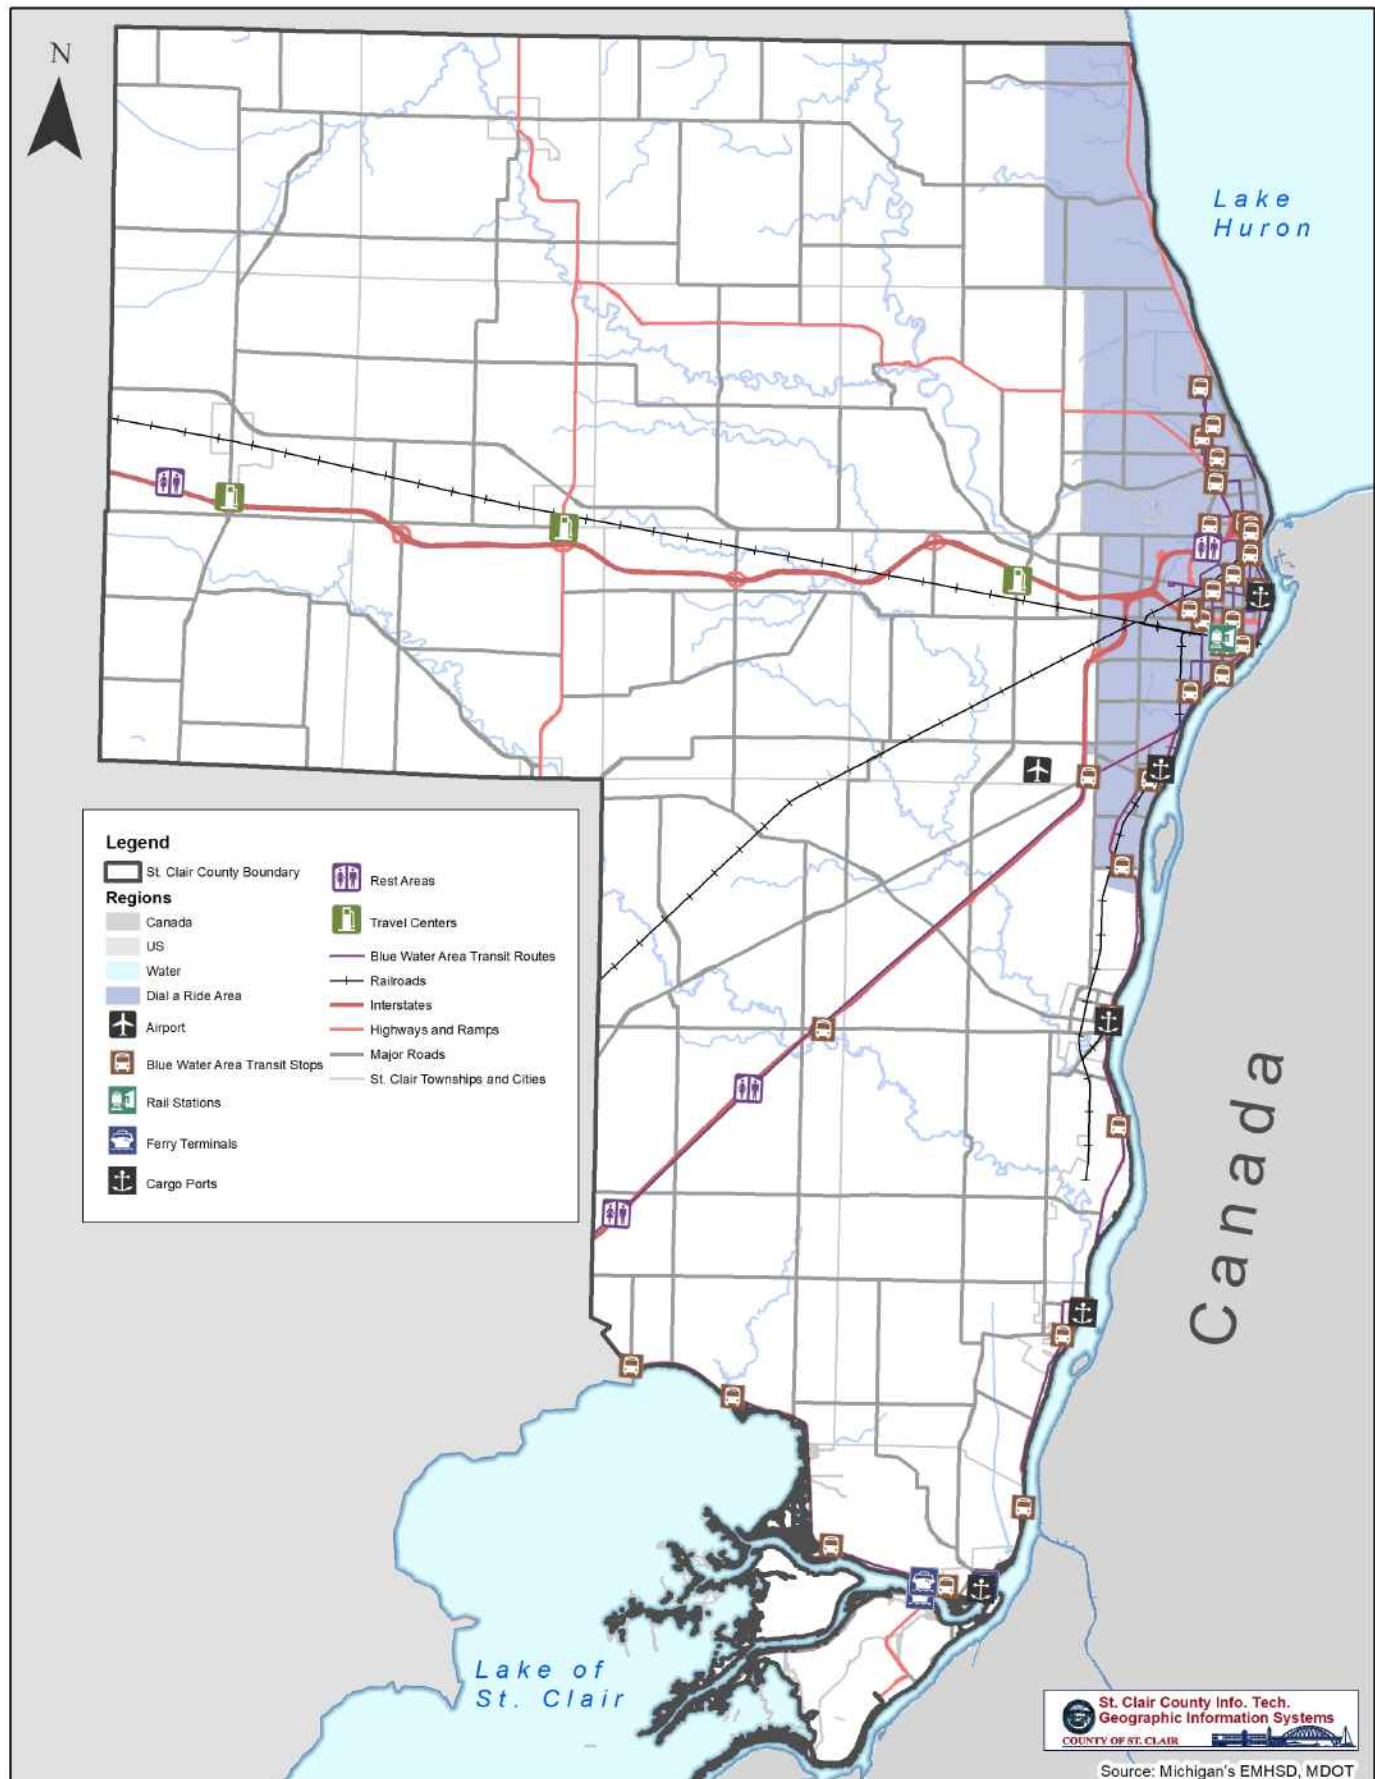 N
Lake
Huron
Legend
St. Clair County Boundary
Regions
Canada
US
Water
Dial a Ride Area
Airport
Blue Water Area Transit Stops
Rail Stations
Ferry Terminals
Cargo Ports
Rest Areas
Travel Centers
Blue Water Area Transit Routes
Railroads
Interstates
Highways and Ramps
Major Roads
St. Clair Townships and Cities
Canada
Lake of
St. Clair
St. Clair County Info. Tech.
Geographic Information Systems
COUNTY OF ST. CLAIR
Source: Michigan's EMHSD, MDOT